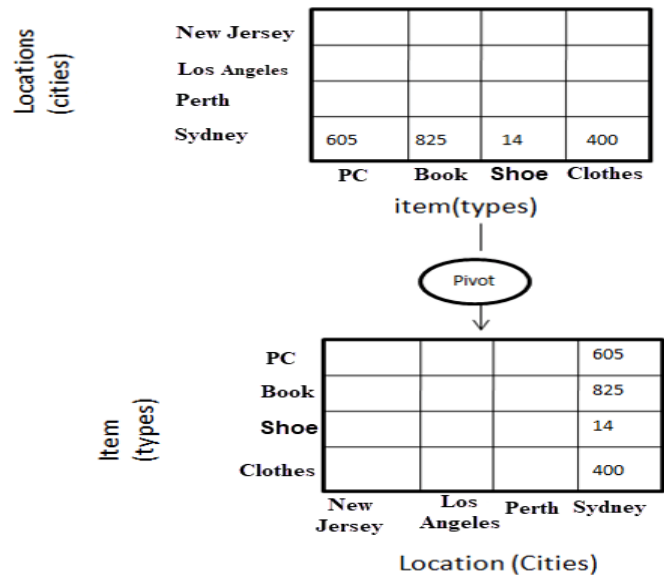 Locations
(cities)
New Jersey
Los Angeles
Perth
Sydney
605 825 14 400
PC Book Shoe Clothes
item(types)
Pivot
Item
(types)
PC 605
Book 825
Shoe 14
Clothes 400
New Los Perth Sydney
Jersey Angeles
Location (Cities)